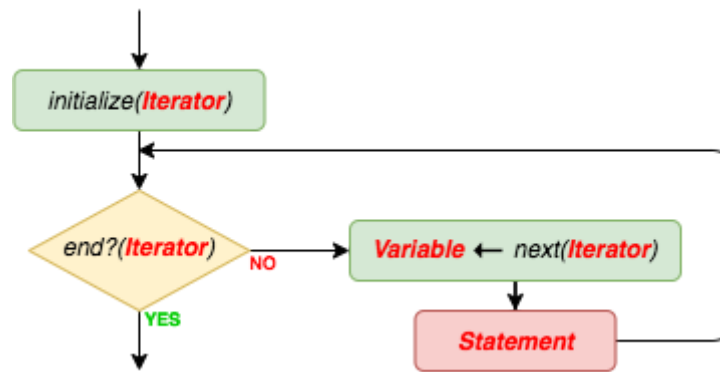 initialize(Iterator)
end?(Iterator)
NO
Variable ← next(Iterator)
YES
Statement